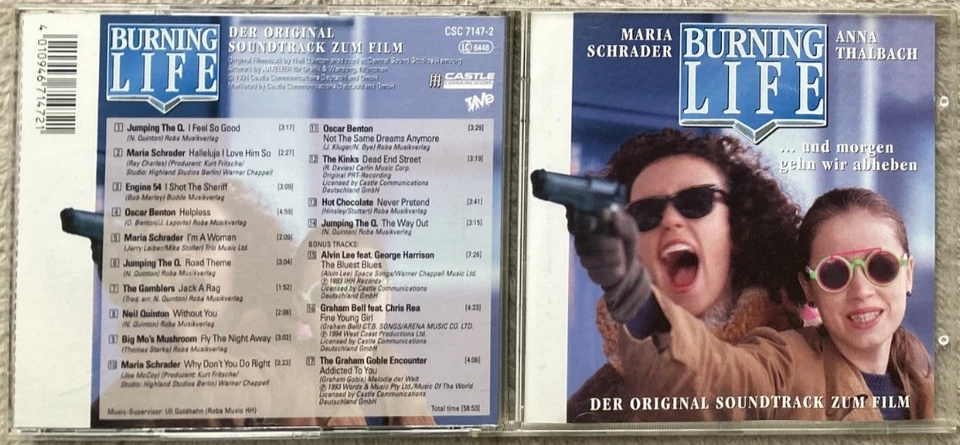 4 010946 714721
BURNING
LIFE
DER ORIGINAL
SOUNDTRACK ZUM FILM
CSC 7147-2
LC 6448
CASTLE
COMMUNICATIONS
1 Jumping The Q. I Feel So Good [3:17]
(N. Quinton) Roba Musikverlag
2 Maria Schrader Halleluja I Love Him So [2:27]
(Ray Charles) (Produzent: Kurt Fritsche/
Studio: Highland Studios Berlin) Warner Chappell
3 Engine 54 I Shot The Sheriff [3:09]
(Bob Marley) Budde Musikverlag
4 Oscar Benton Helpless [4:59]
(O. Benton/J. Laporte) Roba Musikverlag
5 Maria Schrader I'm A Woman [2:09]
(Jerry Leiber/Mike Stoller) Trio Music Ltd.
6 Jumping The Q. Road Theme [3:04]
(N. Quinton) Roba Musikverlag
7 The Gamblers Jack A Rag [1:52]
(Trad. arr. N. Quinton) Roba Musikverlag
8 Neil Quinton Without You [2:06]
(N. Quinton) Roba Musikverlag
9 Big Mo's Mushroom Fly The Night Away [3:02]
(Thomas Starka) Roba Musikverlag
10 Maria Schrader Why Don't You Do Right [2:23]
(Joe McCoy) (Produzent: Kurt Fritsche/
Studio: Highland Studios Berlin) Warner Chappell
Music-Supervisor: Uli Goldhahn (Roba Music HH)
11 Oscar Benton [3:29]
Not The Same Dreams Anymore
(J. Kluger/N. Bye) Roba Musikverlag
12 The Kinks Dead End Street [3:19]
(R. Davies) Carlin Music Corp.
Original PRT-Recording
Licensed by Castle Communications
Deutschland GmbH
13 Hot Chocolate Never Pretend [3:41]
(Hinsley/Stuttart) Roba Musikverlag
14 Jumping The Q. The Way Out [3:15]
(N. Quinton) Roba Musikverlag
BONUS TRACKS:
15 Alvin Lee feat. George Harrison [7:26]
The Bluest Blues
(Alvin Lee) Space Songs/Warner Chappell Music Ltd.
℗ 1993 IHH Records
Licensed by Castle Communications
Deutschland GmbH
16 Graham Bell feat. Chris Rea [4:23]
Fine Young Girl
(Graham Bell) C.T.B. SONGS/ARENA MUSIC CO. LTD.
℗ 1994 West Coast Productions Ltd.
Licensed by Castle Communications
Deutschland GmbH
17 The Graham Goble Encounter [4:06]
Addicted To You
(Graham Goble) Melodie der Welt
℗ 1993 Words & Music Pty Ltd./Music Of The World
Licensed by Castle Communications
Deutschland GmbH
Total time [58:53]
MARIA
SCHRADER
BURNING
LIFE
ANNA
THALBACH
... und morgen
gehn wir abheben
DER ORIGINAL SOUNDTRACK ZUM FILM